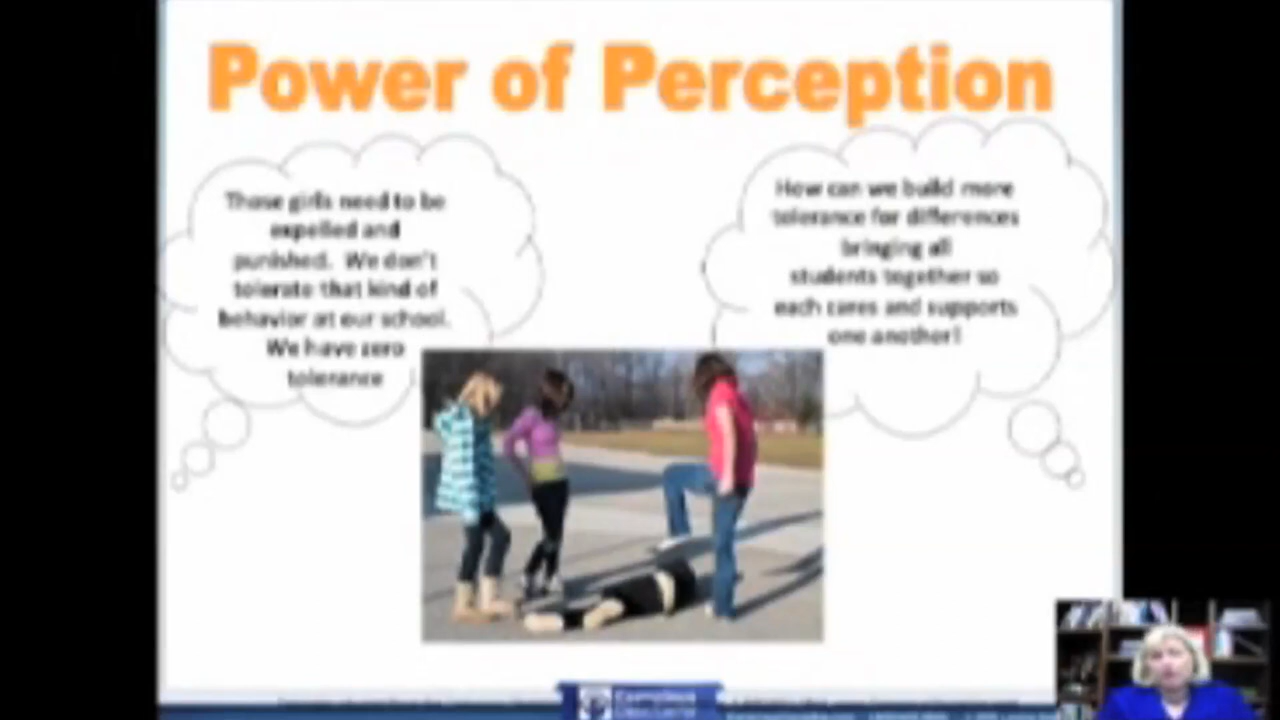 Power of Perception
Those girls need to be
expelled and
punished. We don't
tolerate that kind of
behavior at our school.
We have zero
tolerance
How can we build more
tolerance for differences
bringing all
students together so
each cares and supports
one another!